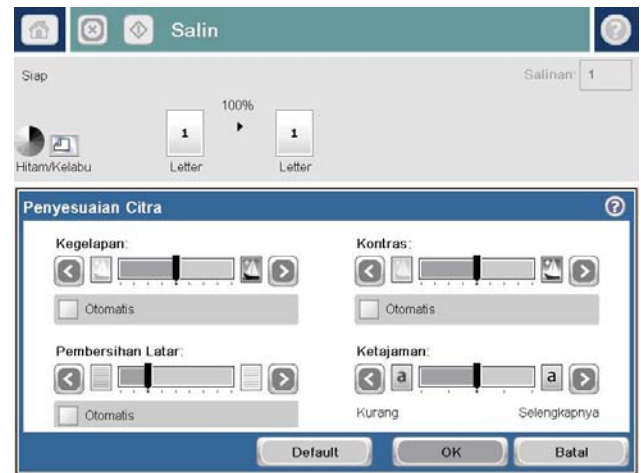 Salin
Siap
Salinan: 1
100%
1 1
Hitam/Kelabu Letter Letter
Penyesuaian Citra
Kegelapan: Kontras:
Otomatis Otomatis
Pembersihan Latar: Ketajaman:
a a
Otomatis Kurang Selengkapnya
Default OK Batal